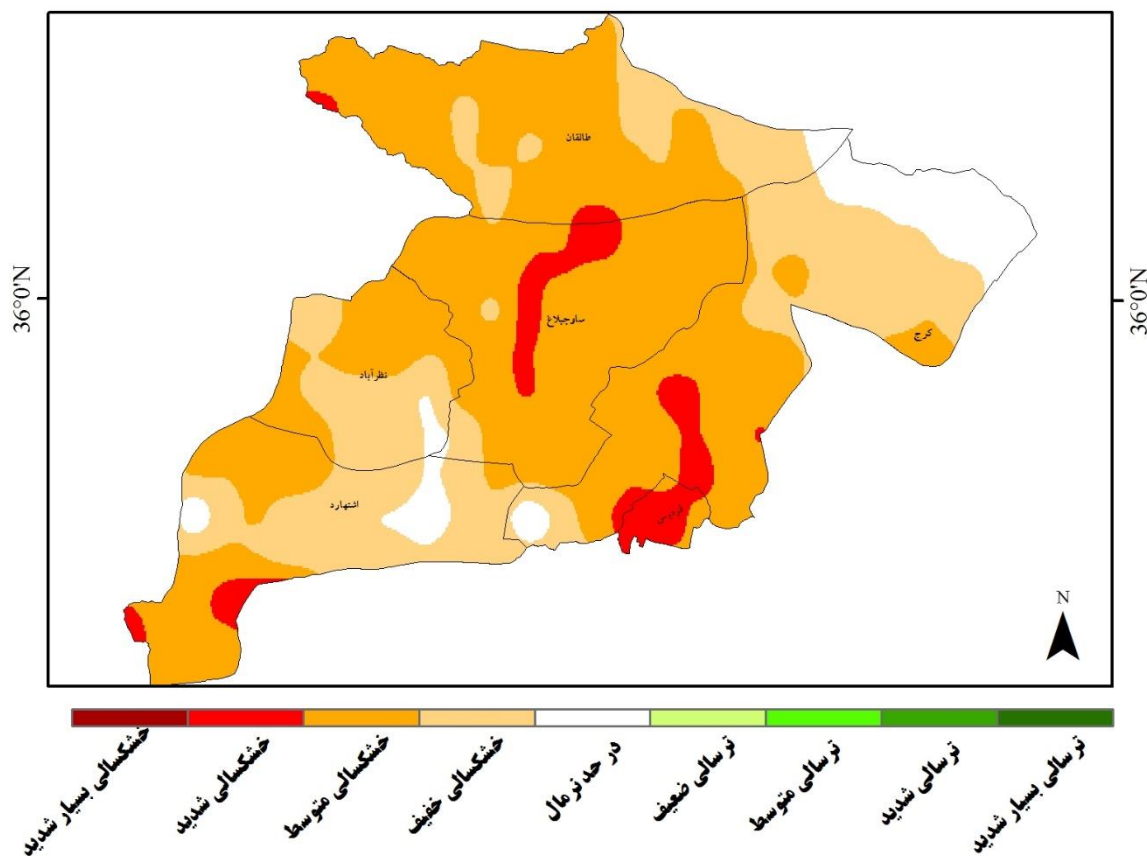 طالقان
36°0'N
36°0'N
ساوجبلاغ
کرج
نظرآباد
اشتهارد
فردیس
N
خشکسالی بسیار شدید
خشکسالی شدید
خشکسالی متوسط
خشکسالی خفیف
در حد نرمال
ترسالی ضعیف
ترسالی متوسط
ترسالی شدید
ترسالی بسیار شدید